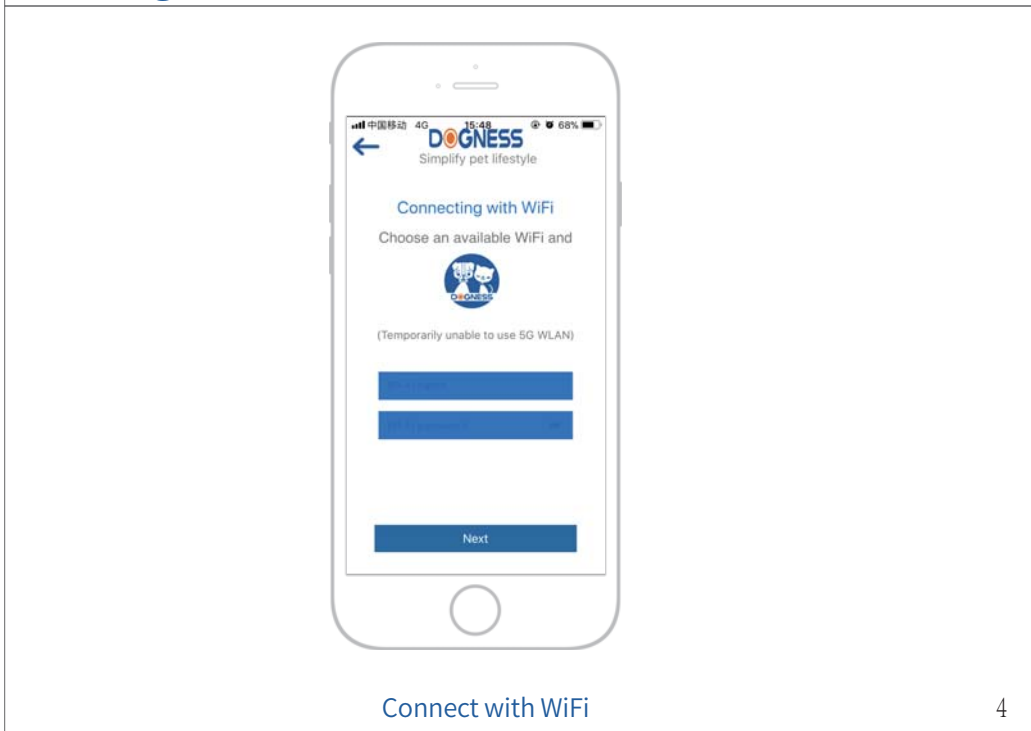 中国移动 4G 15:48 68%
DOGNESS
Simplify pet lifestyle
Connecting with WiFi
Choose an available WiFi and
DOGNESS
(Temporarily unable to use 5G WLAN)
Next
Connect with WiFi
4